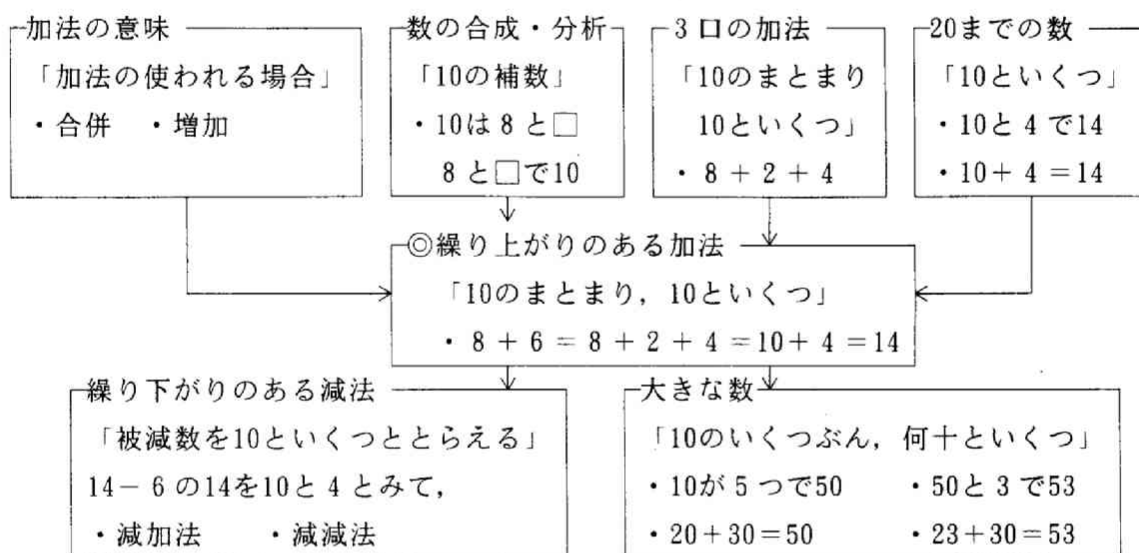 加法の意味
「加法の使われる場合」
・合併 ・増加
数の合成・分析
「10の補数」
・10は8と□
8と□で10
3口の加法
「10のまとまり
10といくつ」
・8+2+4
20までの数
「10といくつ」
・10と4で14
・10+4=14
◎繰り上がりのある加法
「10のまとまり，10といくつ」
・8+6=8+2+4=10+4=14
繰り下がりのある減法
「被減数を10といくつととらえる」
14-6の14を10と4とみて，
・減加法 ・減減法
大きな数
「10のいくつぶん，何十といくつ」
・10が5つで50 ・50と3で53
・20+30=50 ・23+30=53